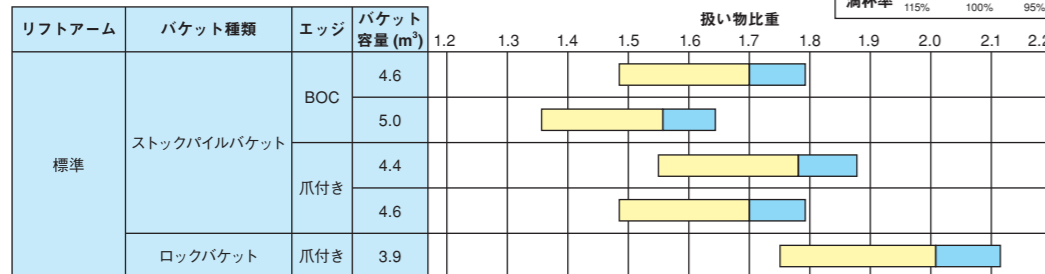 満杯率 115% 100% 95%
扱い物比重
リフトアーム バケット種類 エッジ バケット容量 (m³) 1.2 1.3 1.4 1.5 1.6 1.7 1.8 1.9 2.0 2.1 2.2
標準 ストックパイルバケット BOC 4.6
5.0
爪付き 4.4
4.6
ロックバケット 爪付き 3.9